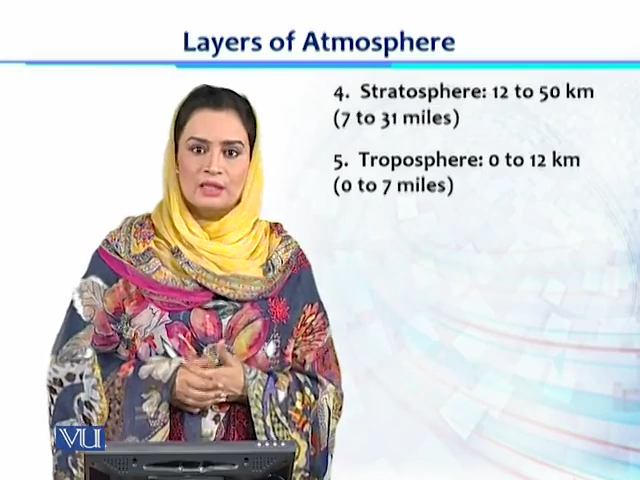 Layers of Atmosphere
4. Stratosphere: 12 to 50 km
(7 to 31 miles)
5. Troposphere: 0 to 12 km
(0 to 7 miles)
VU